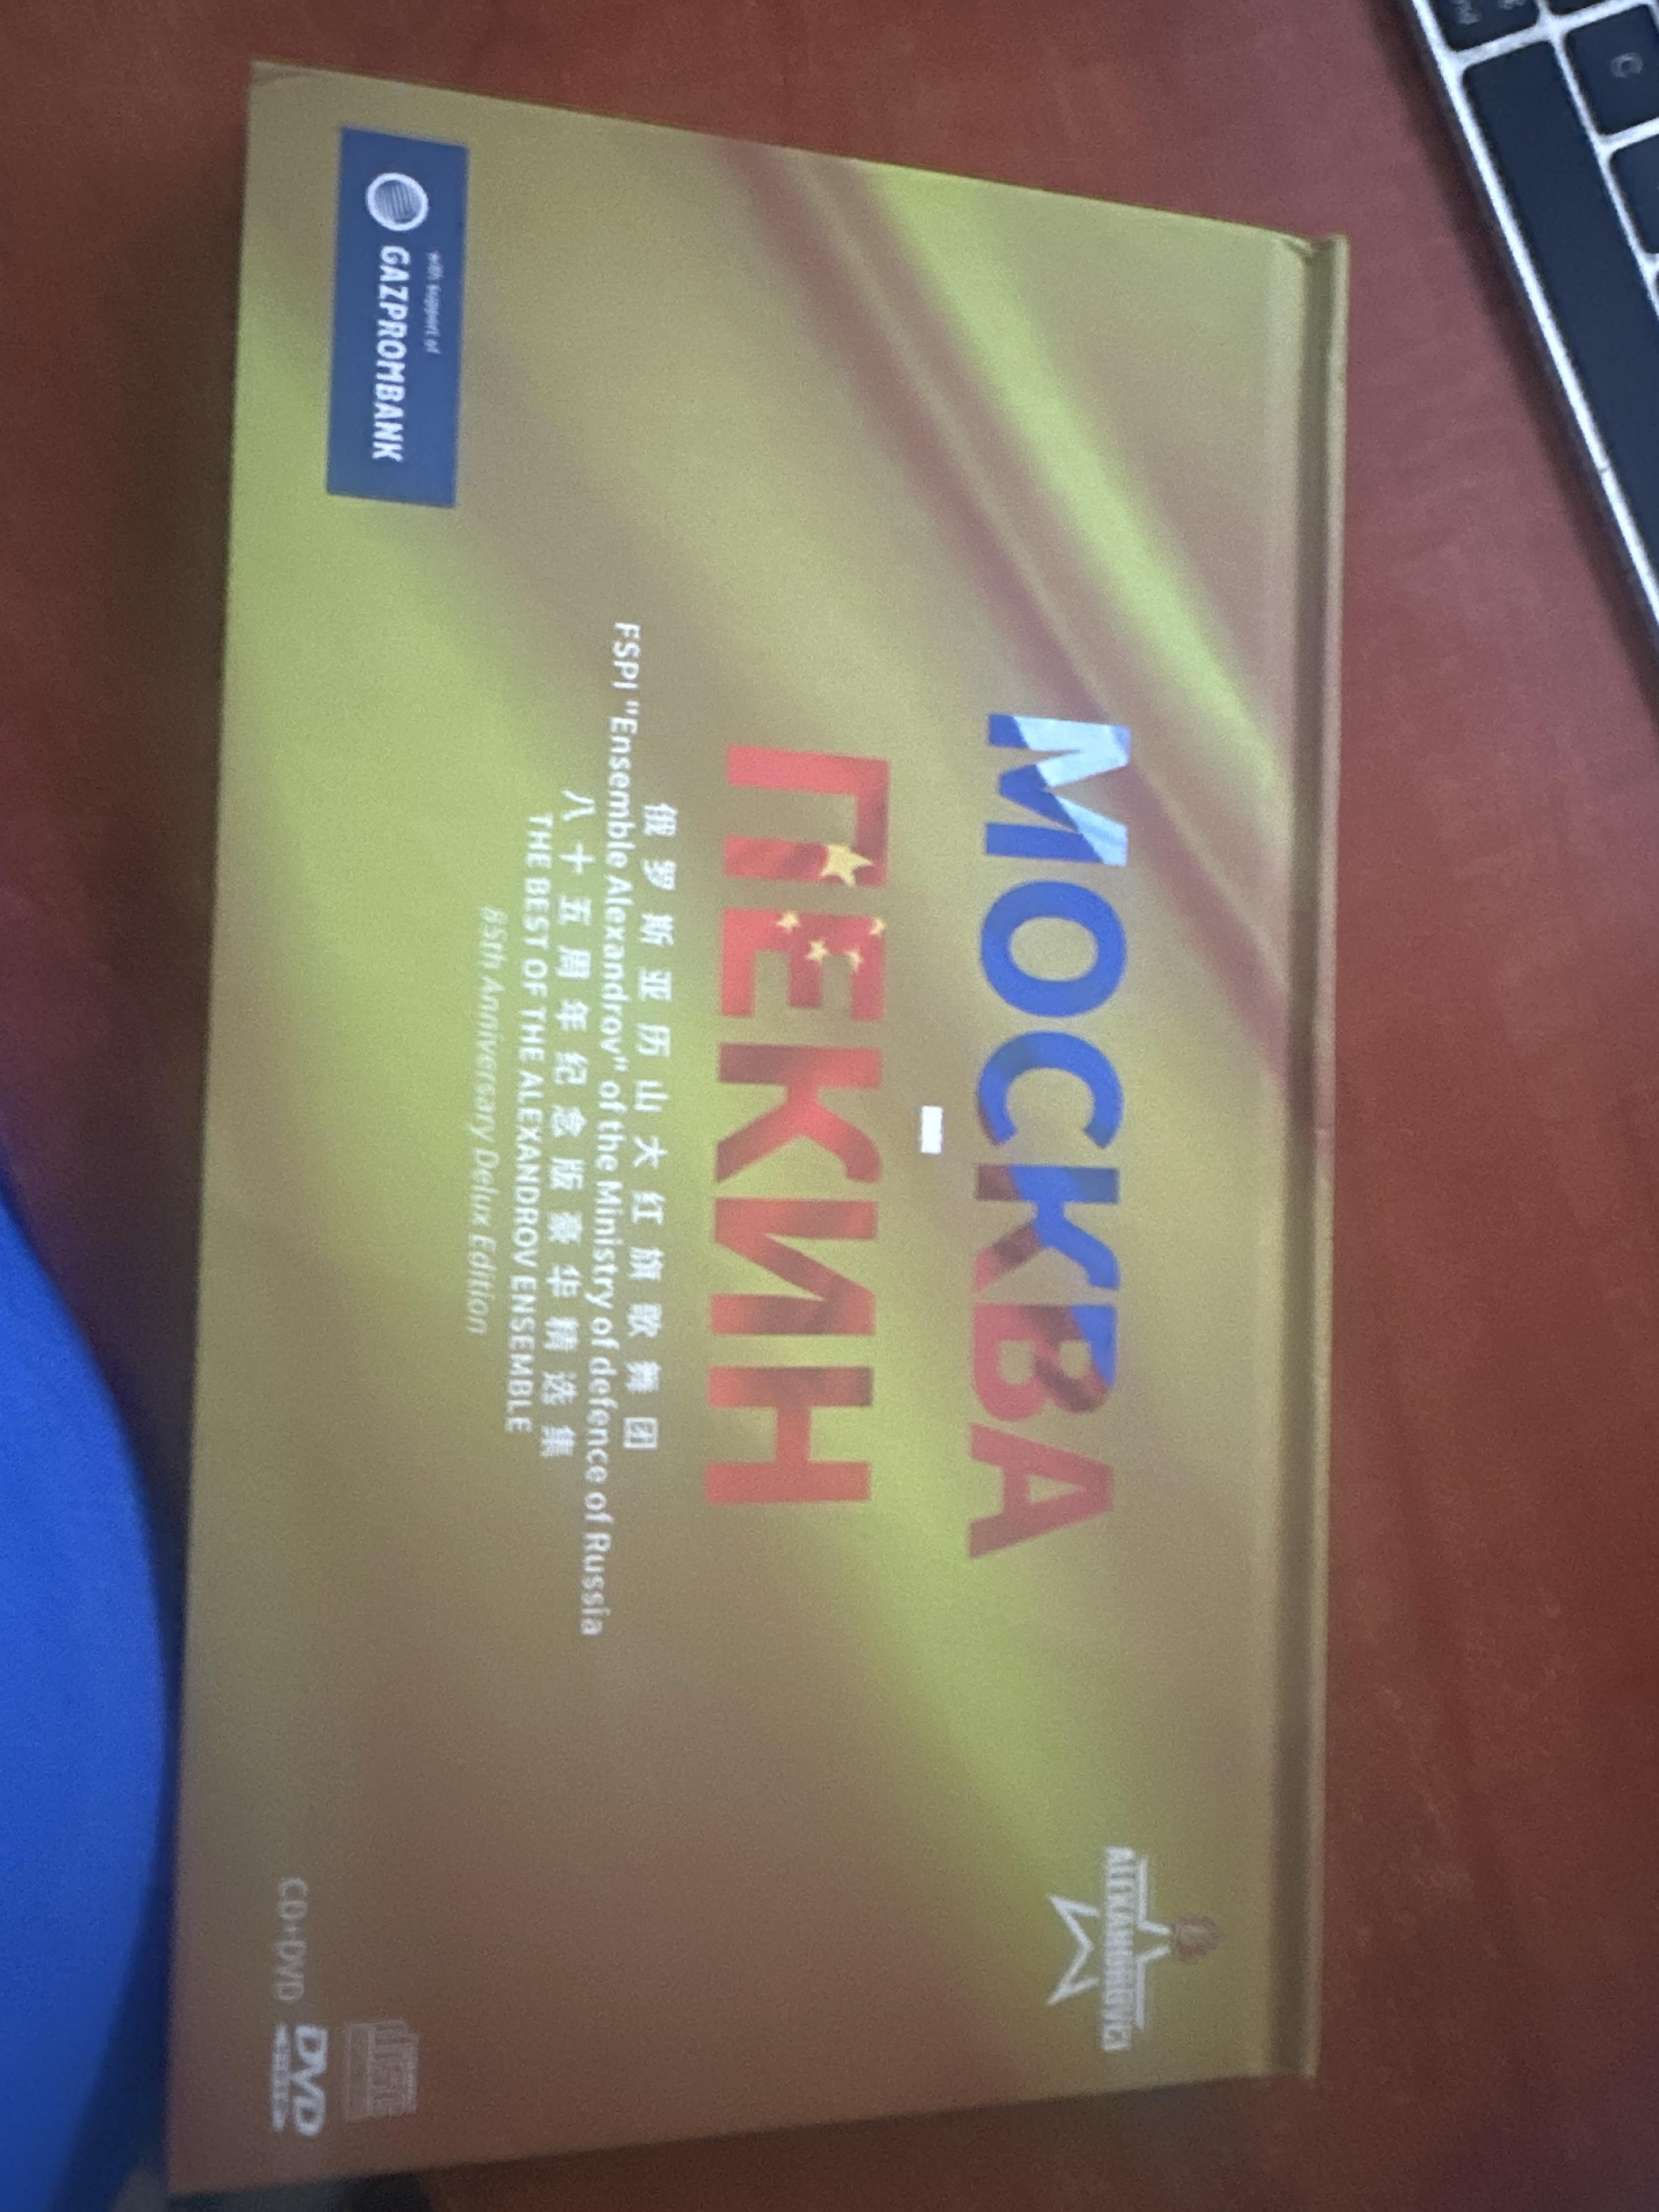 ALEXANDROVCI
МОСКВА
-
ПЕКИН
俄罗斯亚历山大红旗歌舞团
FSPI "Ensemble Alexandrov" of the Ministry of defence of Russia
八十五周年纪念版豪华精选集
THE BEST OF THE ALEXANDROV ENSEMBLE
85th Anniversary Delux Edition
with support of
GAZPROMBANK
CD+DVD
DVD
C